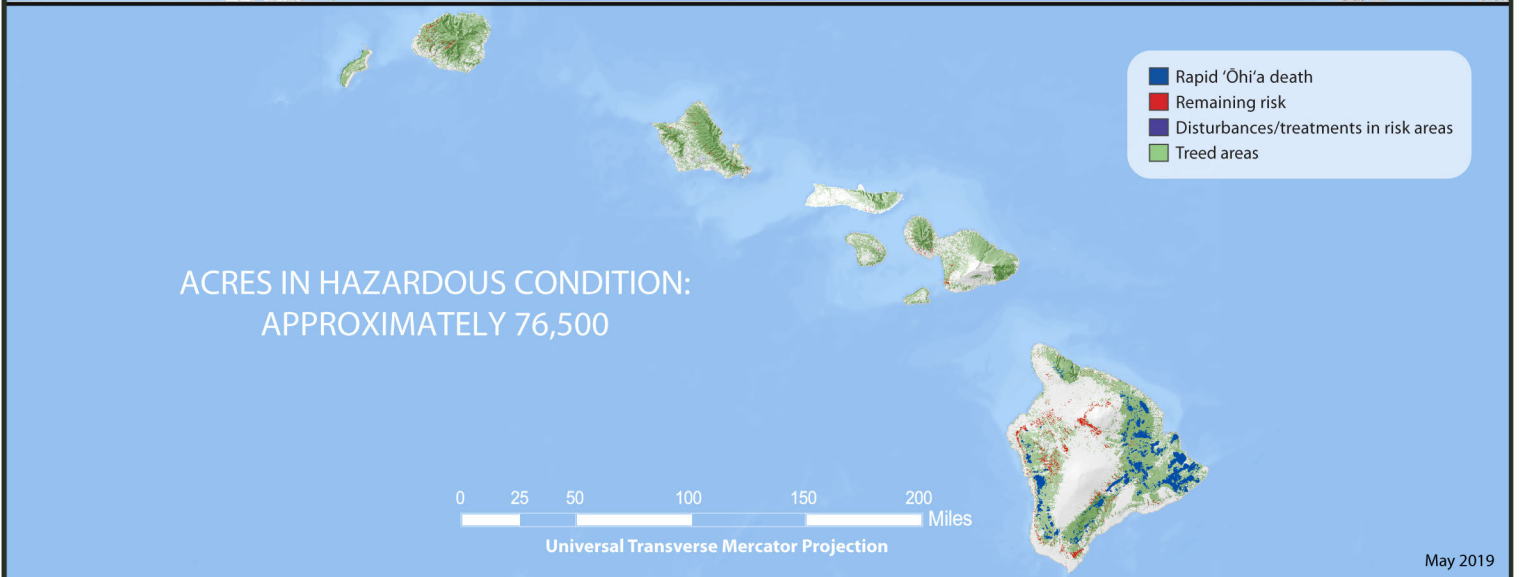 Rapid ‘Ōhi‘a death
Remaining risk
Disturbances/treatments in risk areas
Treed areas
ACRES IN HAZARDOUS CONDITION:
APPROXIMATELY 76,500
0 25 50 100 150 200
Miles
Universal Transverse Mercator Projection
May 2019